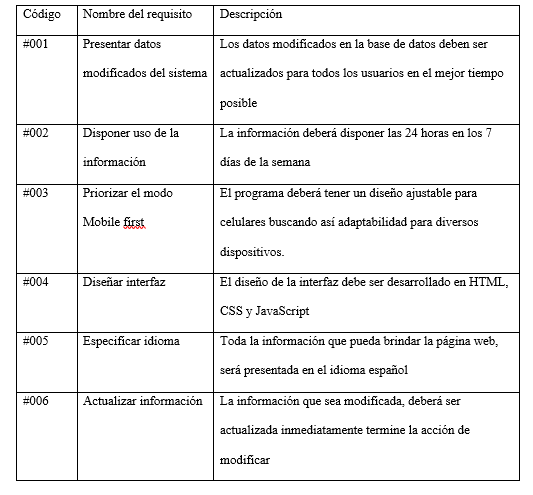 Código Nombre del requisito Descripción
#001 Presentar datos Los datos modificados en la base de datos deben ser
modificados del sistema actualizados para todos los usuarios en el mejor tiempo
posible
#002 Disponer uso de la La información deberá disponer las 24 horas en los 7
información días de la semana
#003 Priorizar el modo El programa deberá tener un diseño ajustable para
Mobile first celulares buscando así adaptabilidad para diversos
dispositivos.
#004 Diseñar interfaz El diseño de la interfaz debe ser desarrollado en HTML,
CSS y JavaScript
#005 Especificar idioma Toda la información que pueda brindar la página web,
será presentada en el idioma español
#006 Actualizar información La información que sea modificada, deberá ser
actualizada inmediatamente termine la acción de
modificar